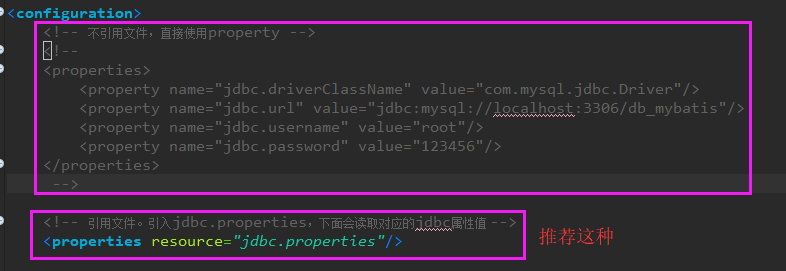 <configuration>
<!-- 不引用文件，直接使用property -->
<!--
<properties>
<property name="jdbc.driverClassName" value="com.mysql.jdbc.Driver"/>
<property name="jdbc.url" value="jdbc:mysql://localhost:3306/db_mybatis"/>
<property name="jdbc.username" value="root"/>
<property name="jdbc.password" value="123456"/>
</properties>
-->
<!-- 引用文件。引入jdbc.properties，下面会读取对应的jdbc属性值 -->
<properties resource="jdbc.properties"/>
推荐这种